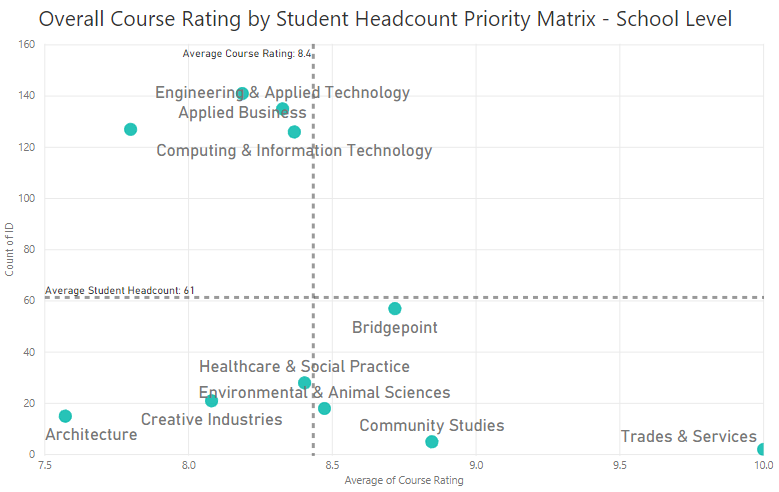 Overall Course Rating by Student Headcount Priority Matrix - School Level
160
Average Course Rating: 8.4
Engineering & Applied Technology
140
Applied Business
120
Computing & Information Technology
100
80
Count of ID
Average Student Headcount: 61
60
Bridgepoint
40
Healthcare & Social Practice
Environmental & Animal Sciences
20
Creative Industries
Community Studies
Architecture
Trades & Services
0
7.5 8.0 8.5 9.0 9.5 10.0
Average of Course Rating